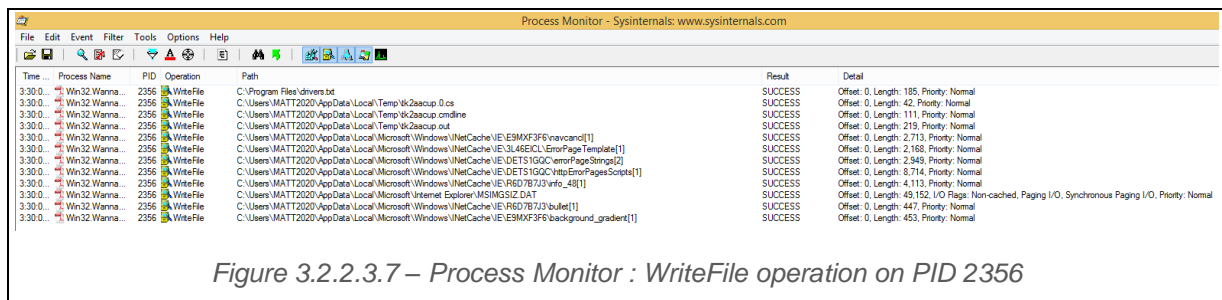 Process Monitor - Sysinternals: www.sysinternals.com
File Edit Event Filter Tools Options Help
Time ... Process Name PID Operation Path Result Detail
3:30:0... Win32.Wanna... 2356 WriteFile C:\Program Files\drivers.txt SUCCESS Offset: 0, Length: 185, Priority: Normal
3:30:0... Win32.Wanna... 2356 WriteFile C:\Users\MATT2020\AppData\Local\Temp\tk2aacup.0.cs SUCCESS Offset: 0, Length: 42, Priority: Normal
3:30:0... Win32.Wanna... 2356 WriteFile C:\Users\MATT2020\AppData\Local\Temp\tk2aacup.cmdline SUCCESS Offset: 0, Length: 111, Priority: Normal
3:30:0... Win32.Wanna... 2356 WriteFile C:\Users\MATT2020\AppData\Local\Temp\tk2aacup.out SUCCESS Offset: 0, Length: 219, Priority: Normal
3:30:0... Win32.Wanna... 2356 WriteFile C:\Users\MATT2020\AppData\Local\Microsoft\Windows\INetCache\IE\E9MXF3F6\navcancl[1] SUCCESS Offset: 0, Length: 2,713, Priority: Normal
3:30:0... Win32.Wanna... 2356 WriteFile C:\Users\MATT2020\AppData\Local\Microsoft\Windows\INetCache\IE\3L46EICL\ErrorPageTemplate[1] SUCCESS Offset: 0, Length: 2,168, Priority: Normal
3:30:0... Win32.Wanna... 2356 WriteFile C:\Users\MATT2020\AppData\Local\Microsoft\Windows\INetCache\IE\DETS1GQC\errorPageStrings[2] SUCCESS Offset: 0, Length: 2,949, Priority: Normal
3:30:0... Win32.Wanna... 2356 WriteFile C:\Users\MATT2020\AppData\Local\Microsoft\Windows\INetCache\IE\DETS1GQC\httpErrorPagesScripts[1] SUCCESS Offset: 0, Length: 8,714, Priority: Normal
3:30:0... Win32.Wanna... 2356 WriteFile C:\Users\MATT2020\AppData\Local\Microsoft\Windows\INetCache\IE\R6D7B7J3\info_48[1] SUCCESS Offset: 0, Length: 4,113, Priority: Normal
3:30:0... Win32.Wanna... 2356 WriteFile C:\Users\MATT2020\AppData\Local\Microsoft\Internet Explorer\MSIMGSIZ.DAT SUCCESS Offset: 0, Length: 49,152, I/O Flags: Non-cached, Paging I/O, Synchronous Paging I/O, Priority: Normal
3:30:0... Win32.Wanna... 2356 WriteFile C:\Users\MATT2020\AppData\Local\Microsoft\Windows\INetCache\IE\R6D7B7J3\bullet[1] SUCCESS Offset: 0, Length: 447, Priority: Normal
3:30:0... Win32.Wanna... 2356 WriteFile C:\Users\MATT2020\AppData\Local\Microsoft\Windows\INetCache\IE\E9MXF3F6\background_gradient[1] SUCCESS Offset: 0, Length: 453, Priority: Normal
Figure 3.2.2.3.7 – Process Monitor : WriteFile operation on PID 2356